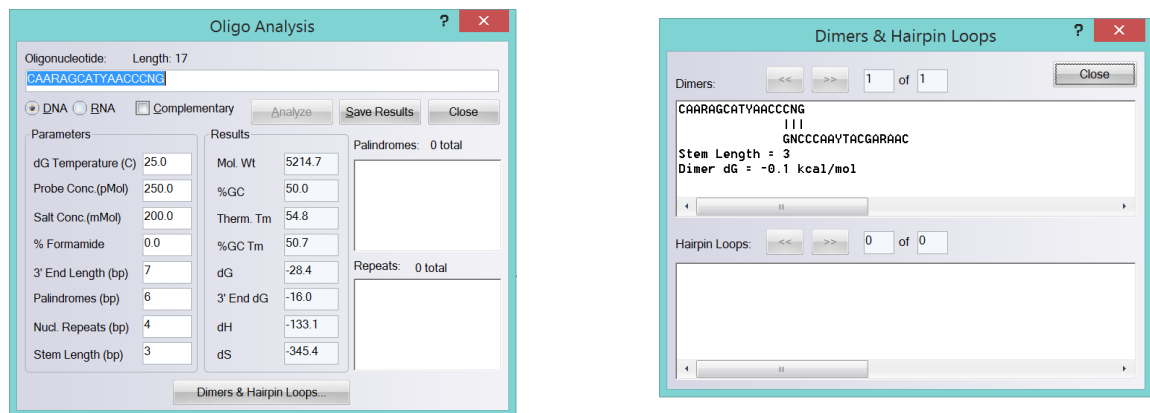 Oligo Analysis
? ×
Oligonucleotide: Length: 17
CAARAGCATYAACCCNG
DNA RNA Complementary Analyze Save Results Close
Parameters
dG Temperature (C) 25.0
Probe Conc.(pMol) 250.0
Salt Conc.(mMol) 200.0
% Formamide 0.0
3' End Length (bp) 7
Palindromes (bp) 6
Nucl. Repeats (bp) 4
Stem Length (bp) 3
Results
Mol. Wt 5214.7
%GC 50.0
Therm. Tm 54.8
%GC Tm 50.7
dG -28.4
3' End dG -16.0
dH -133.1
dS -345.4
Palindromes: 0 total
Repeats: 0 total
Dimers & Hairpin Loops...
Dimers & Hairpin Loops
? ×
Dimers: << >> 1 of 1 Close
CAARAGCATYAACCCNG
|||
GNCCCAAYTACGARAAC
Stem Length = 3
Dimer dG = -0.1 kcal/mol
Hairpin Loops: << >> 0 of 0